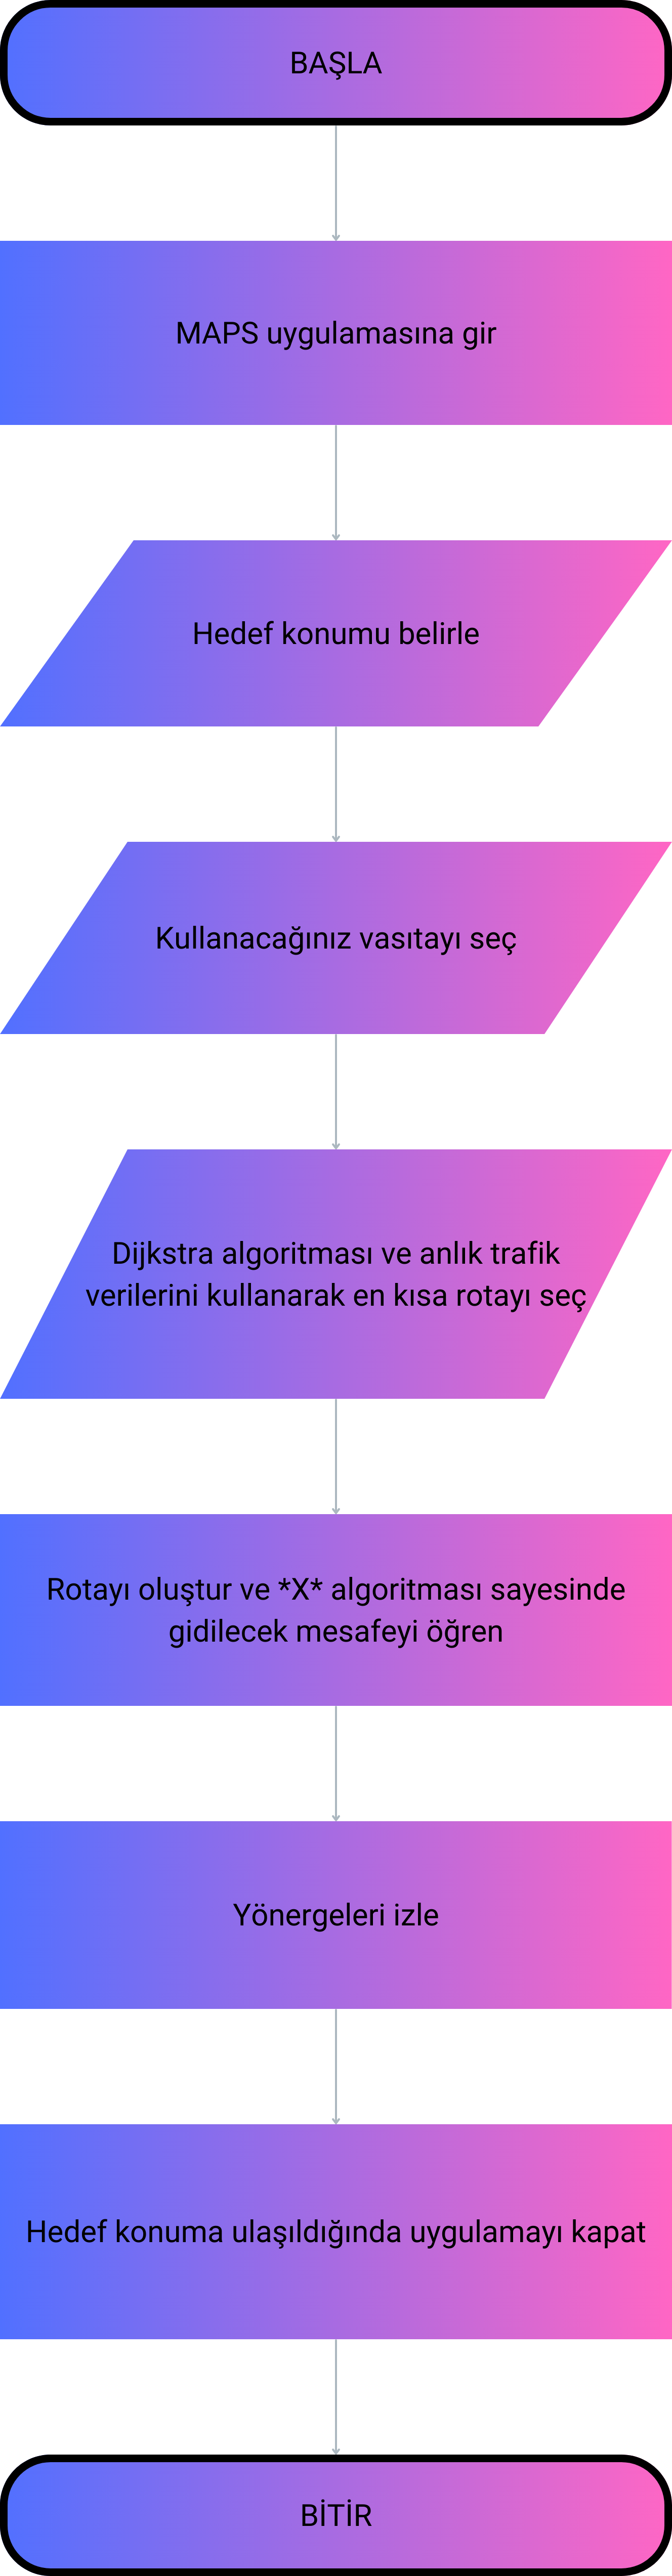 BAŞLA
MAPS uygulamasına gir
Hedef konumu belirle
Kullanacağınız vasıtayı seç
Dijkstra algoritması ve anlık trafik
verilerini kullanarak en kısa rotayı seç
Rotayı oluştur ve *X* algoritması sayesinde
gidilecek mesafeyi öğren
Yönergeleri izle
Hedef konuma ulaşıldığında uygulamayı kapat
BİTİR